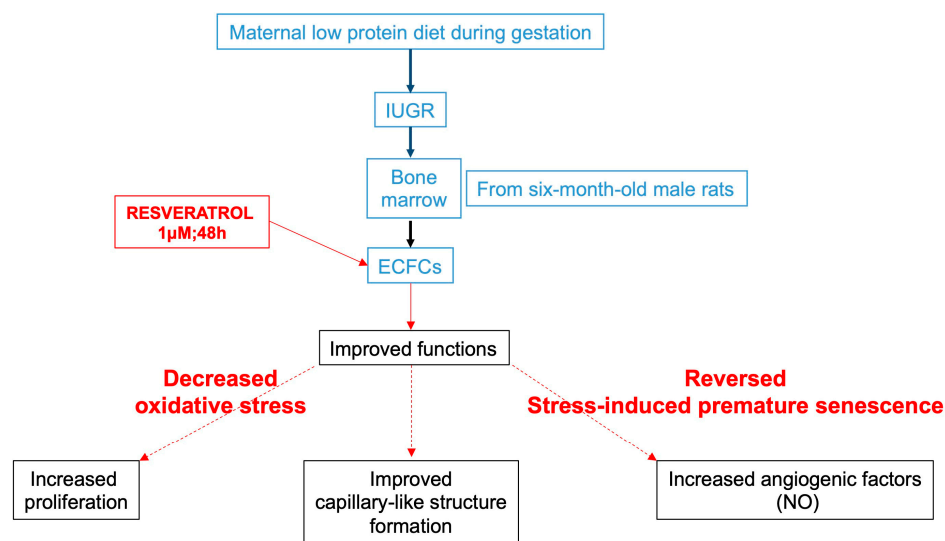 Maternal low protein diet during gestation
IUGR
Bone
marrow
From six-month-old male rats
RESVERATROL
1µM;48h
ECFCs
Improved functions
Decreased
oxidative stress
Reversed
Stress-induced premature senescence
Increased
proliferation
Improved
capillary-like structure
formation
Increased angiogenic factors
(NO)